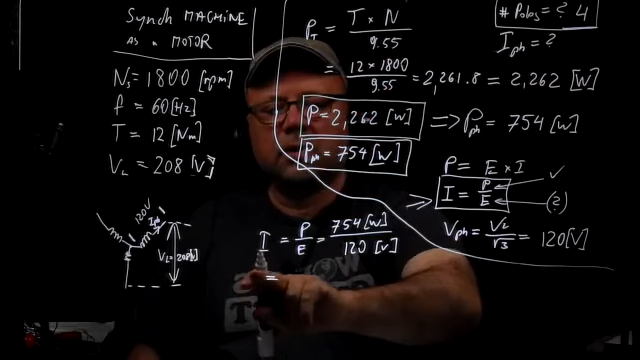 Synch MACHINE
AS A MOTOR
Ns = 1800 [rpm]
f = 60 [Hz]
T = 12 [Nm]
VL = 208 [V]
120V
Iph
VL = 208[V]
PT = T × N / 9.55
= 12 × 1800 / 9.55 = 2,261.8 = 2,262 [W]
P = 2,262 [W] ⇒ Pph = 754 [W]
Pph = 754 [W]
# Poles = ? 4
Iph = ?
P = E × I
⇒ I = P / E ✓ (?)
Vph = VL / √3 = 120 [V]
I = P / E = 754 [W] / 120 [V]
=